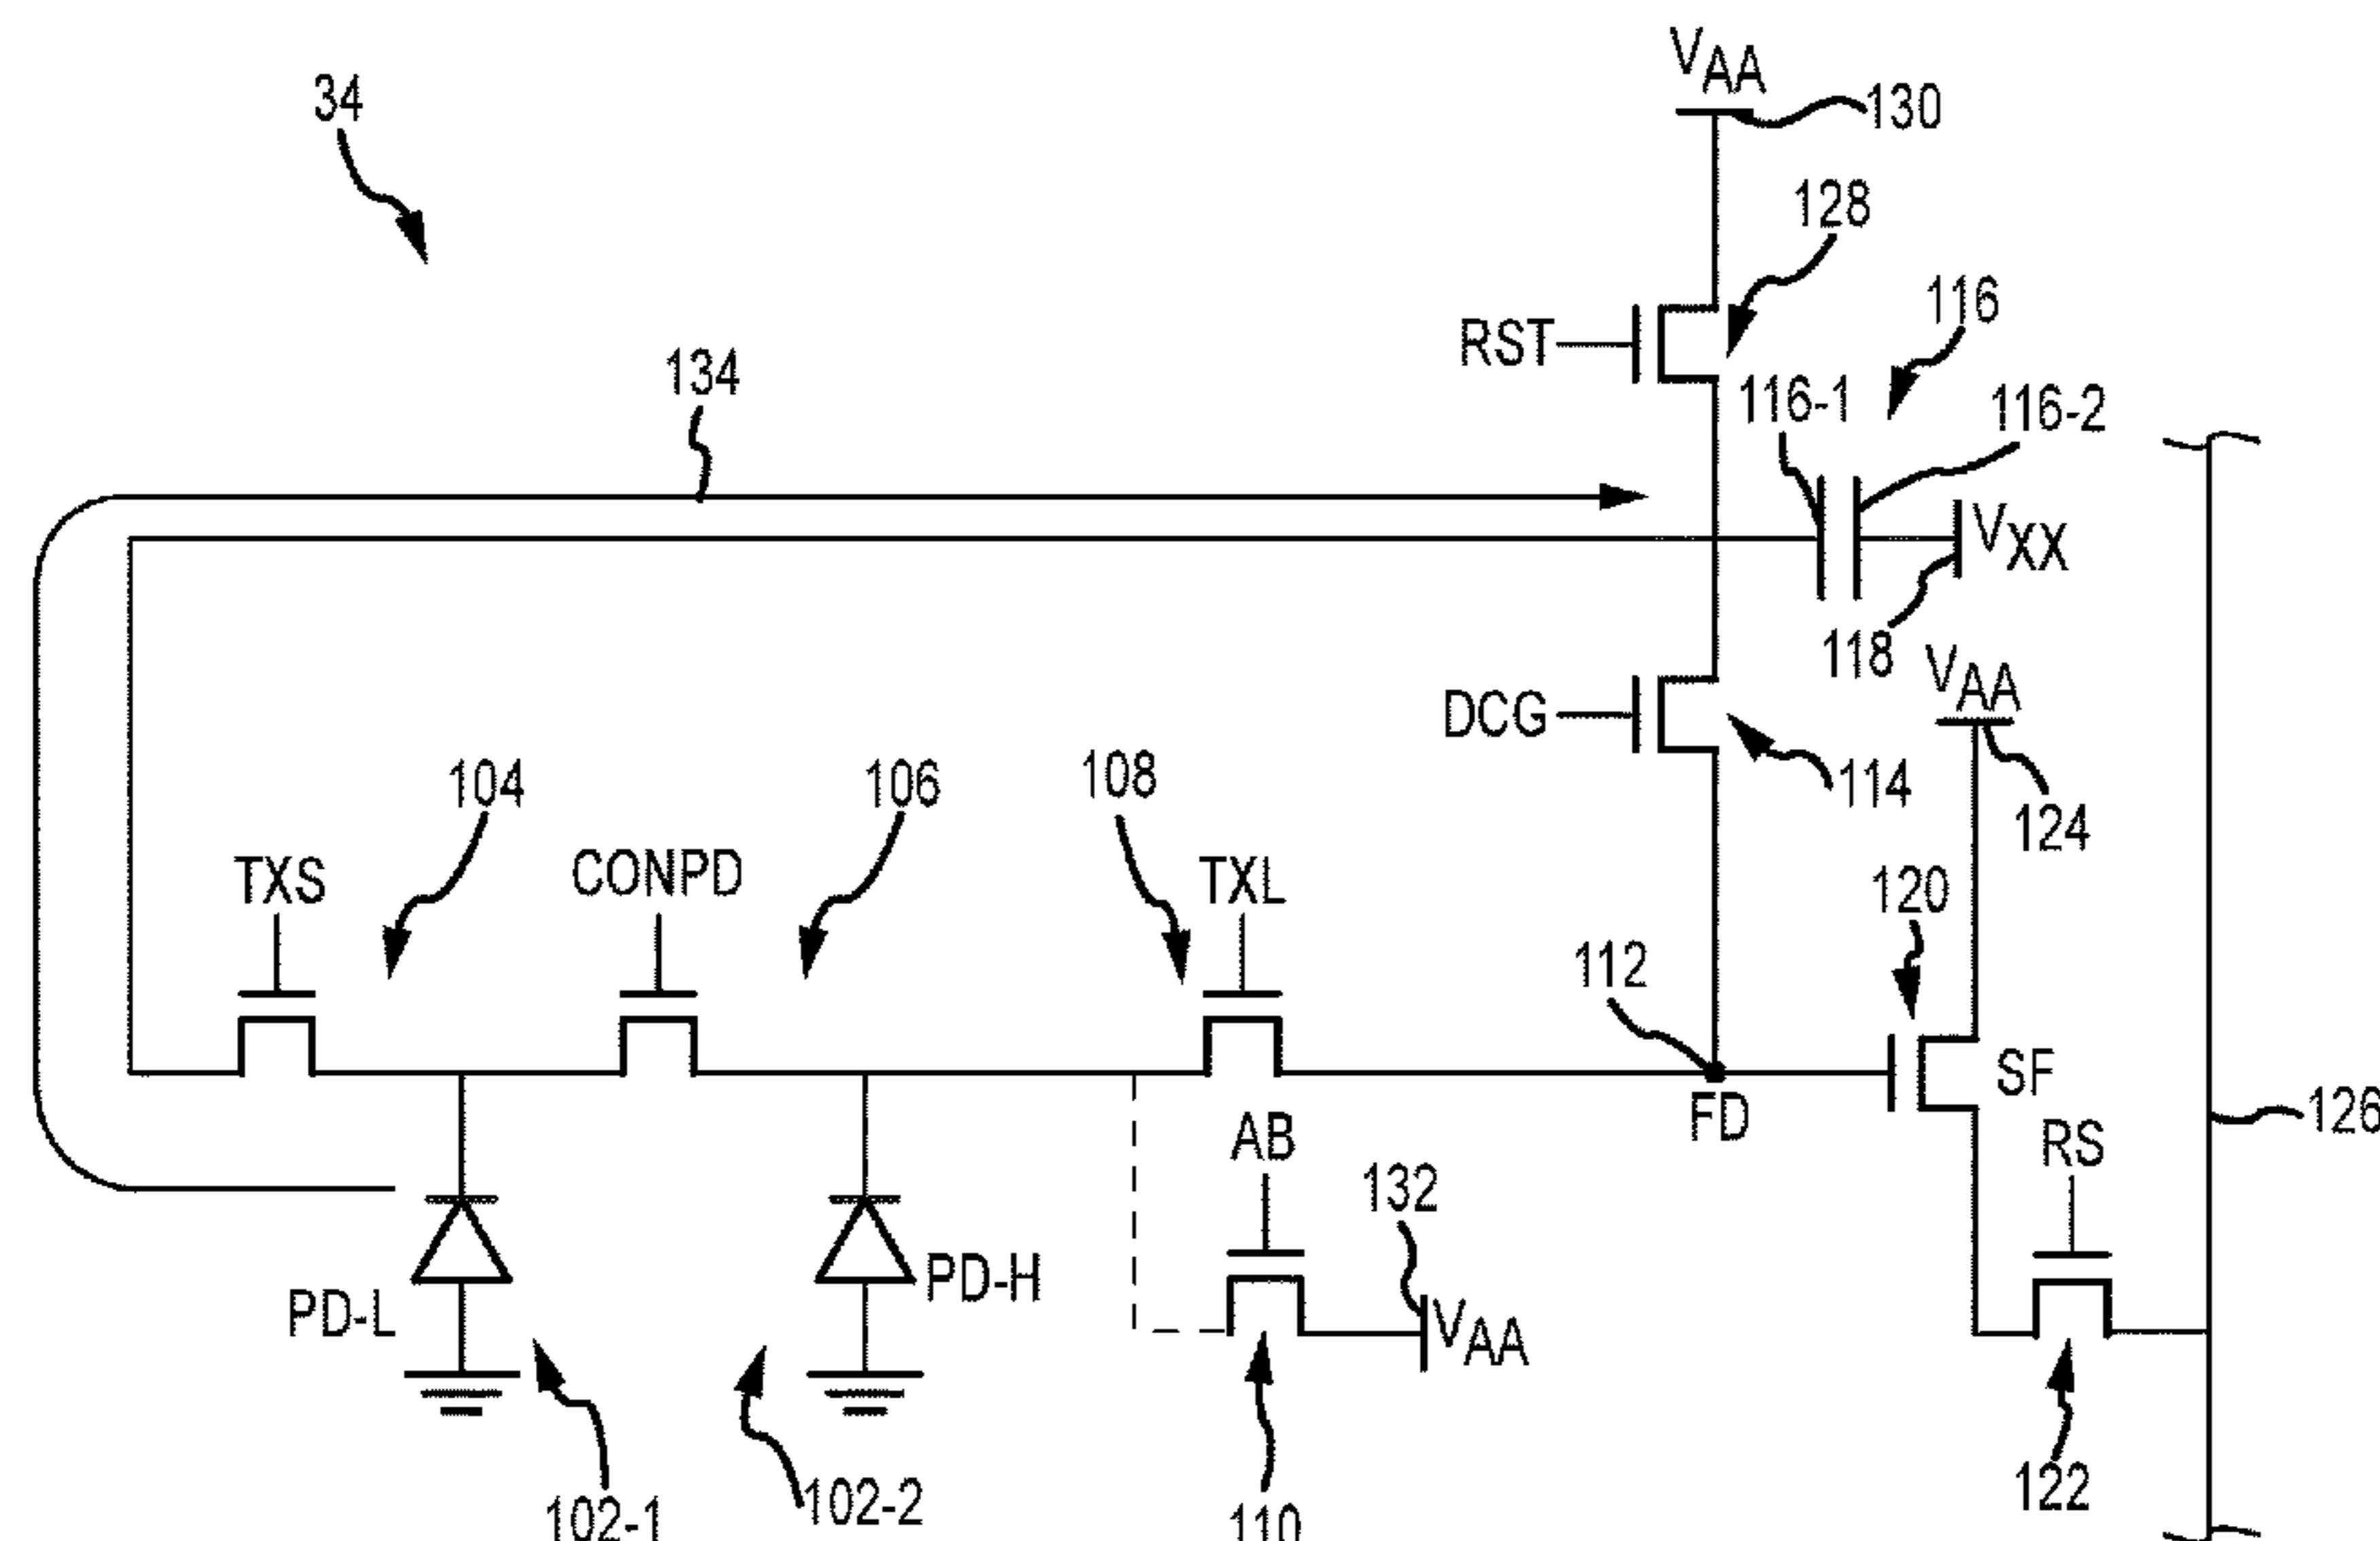 VAA
34
130
128
116
RST
134
116-1
116-2
VXX
118
VAA
DCG
104
106
108
114
124
TXS
CONPD
TXL
120
112
SF
FD
126
AB
RS
132
PD-H
PD-L
VAA
102-1
102-2
110
122